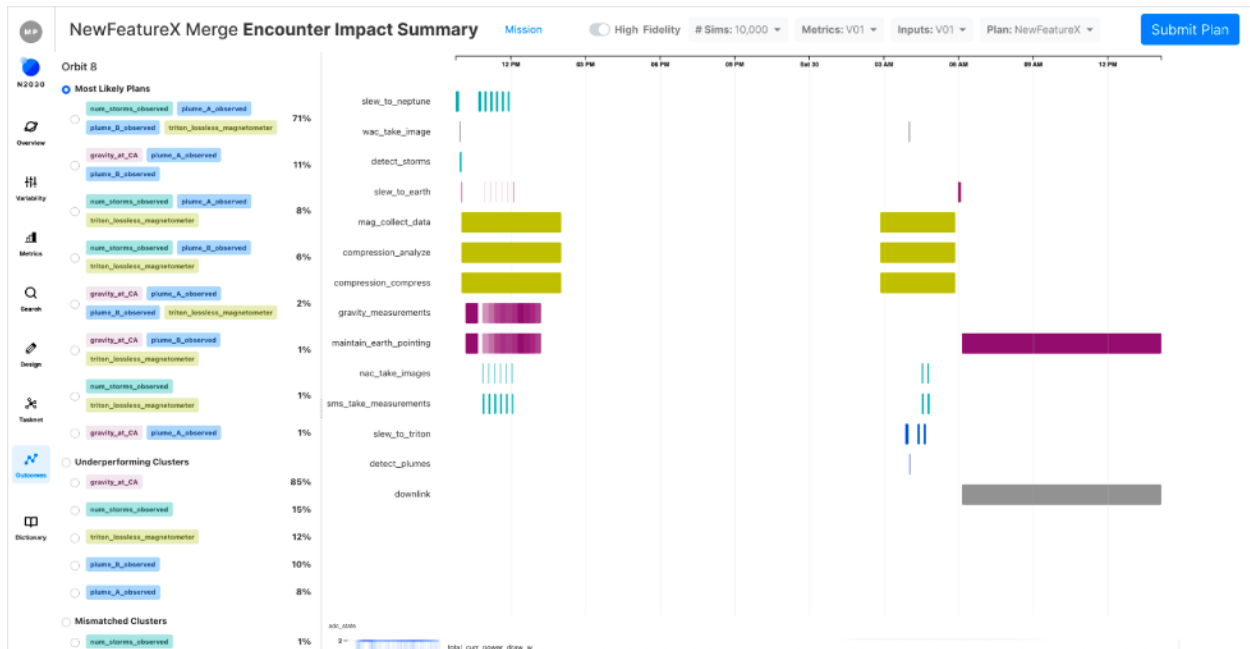 MP
NewFeatureX Merge Encounter Impact Summary
Mission
High Fidelity
# Sims: 10,000
Metrics: V01
Inputs: V01
Plan: NewFeatureX
Submit Plan
N2030
Overview
Variability
Metrics
Search
Design
Tasknet
Outcomes
Dictionary
Orbit 8
Most Likely Plans
num_storms_observed plume_A_observed
plume_B_observed triton_lossless_magnetometer
71%
gravity_at_CA plume_A_observed
plume_B_observed
11%
num_storms_observed plume_A_observed
triton_lossless_magnetometer
8%
num_storms_observed plume_B_observed
triton_lossless_magnetometer
6%
gravity_at_CA plume_A_observed
plume_B_observed triton_lossless_magnetometer
2%
gravity_at_CA plume_B_observed
triton_lossless_magnetometer
1%
num_storms_observed
triton_lossless_magnetometer
1%
gravity_at_CA plume_A_observed 1%
Underperforming Clusters
gravity_at_CA 85%
num_storms_observed 15%
triton_lossless_magnetometer 12%
plume_B_observed 10%
plume_A_observed 8%
Mismatched Clusters
num_storms_observed 1%
12 PM 03 PM 06 PM 09 PM Sat 30 03 AM 06 AM 09 AM 12 PM
slew_to_neptune
wac_take_image
detect_storms
slew_to_earth
mag_collect_data
compression_analyze
compression_compress
gravity_measurements
maintain_earth_pointing
nac_take_images
sms_take_measurements
slew_to_triton
detect_plumes
downlink
adc_state
2
total_curr_power_draw_w